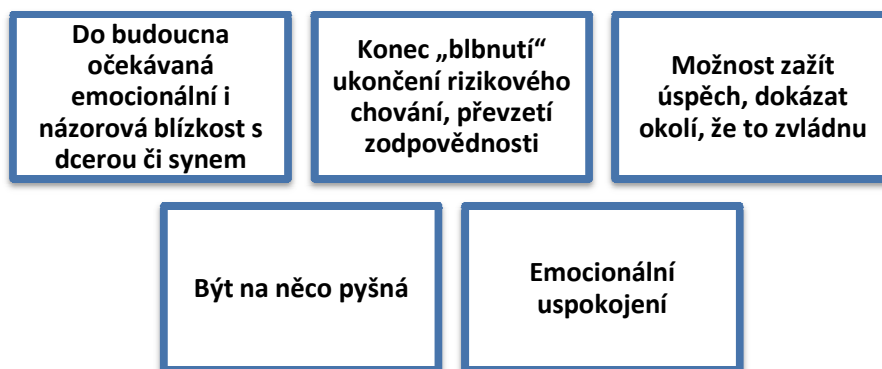 Do budoucna
očekávaná
emocionální i
názorová blízkost s
dcerou či synem
Konec „blbnutí“
ukončení rizikového
chování, převzetí
zodpovědnosti
Možnost zažít
úspěch, dokázat
okolí, že to zvládnu
Být na něco pyšná
Emocionální
uspokojení